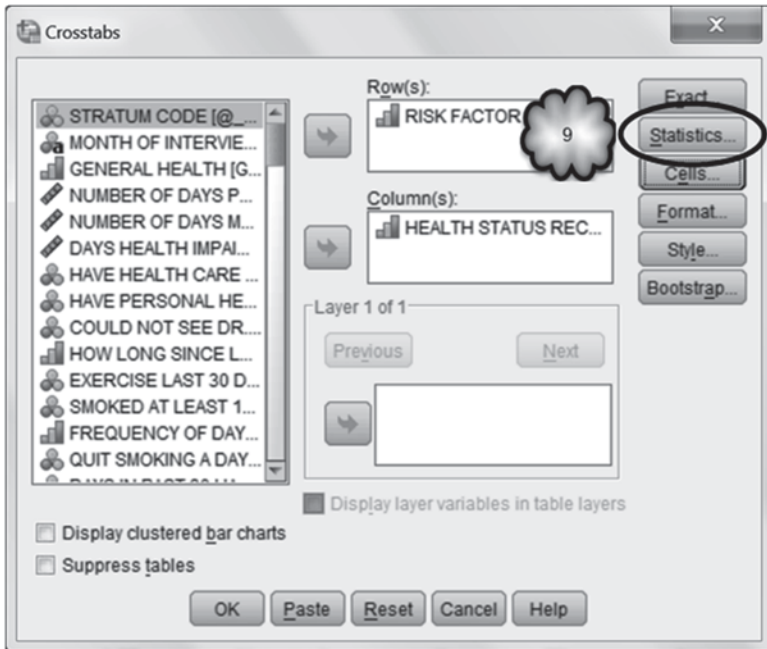 Crosstabs
STRATUM CODE [@_...
MONTH OF INTERVIE...
GENERAL HEALTH [G...
NUMBER OF DAYS P...
NUMBER OF DAYS M...
DAYS HEALTH IMPAI...
HAVE HEALTH CARE ...
HAVE PERSONAL HE...
COULD NOT SEE DR....
HOW LONG SINCE L...
EXERCISE LAST 30 D...
SMOKED AT LEAST 1...
FREQUENCY OF DAY...
QUIT SMOKING A DAY...
Row(s):
RISK FACTOR
9
Column(s):
HEALTH STATUS REC...
Layer 1 of 1
Previous
Next
Display layer variables in table layers
Exact...
Statistics...
Cells...
Format...
Style...
Bootstrap...
Display clustered bar charts
Suppress tables
OK
Paste
Reset
Cancel
Help